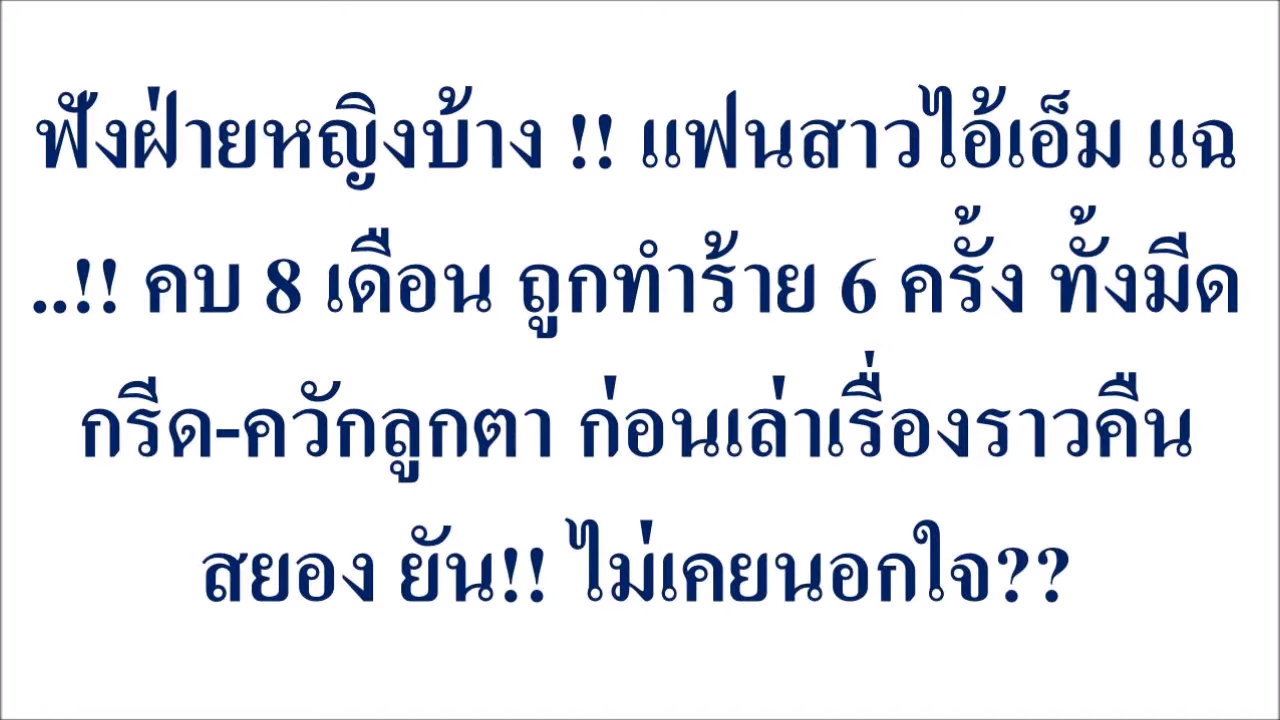 ฟังฝ่ายหญิงบ้าง !! แฟนสาวไอ้เอ็ม แฉ
..!! คบ 8 เดือน ถูกทำร้าย 6 ครั้ง ทั้งมีด
กรีด-ควักลูกตา ก่อนเล่าเรื่องราวคืน
สยอง ยัน!! ไม่เคยนอกใจ??